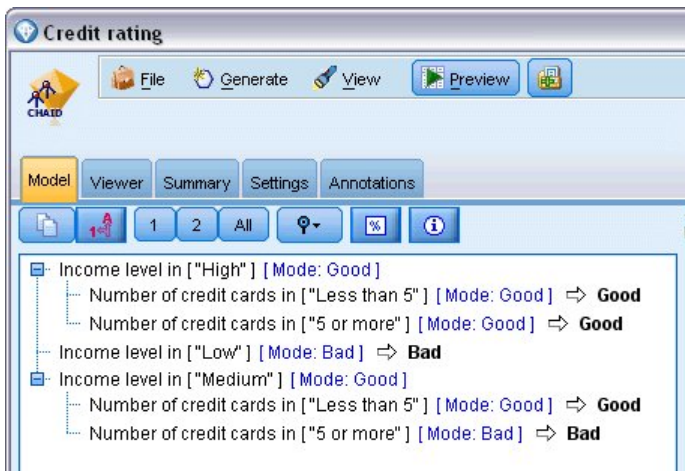 Credit rating
CHAID
File Generate View Preview
Model Viewer Summary Settings Annotations
A 1 1 2 All % i
Income level in ["High"] [Mode: Good]
Number of credit cards in ["Less than 5"] [Mode: Good] ⇨ Good
Number of credit cards in ["5 or more"] [Mode: Good] ⇨ Good
Income level in ["Low"] [Mode: Bad] ⇨ Bad
Income level in ["Medium"] [Mode: Good]
Number of credit cards in ["Less than 5"] [Mode: Good] ⇨ Good
Number of credit cards in ["5 or more"] [Mode: Bad] ⇨ Bad